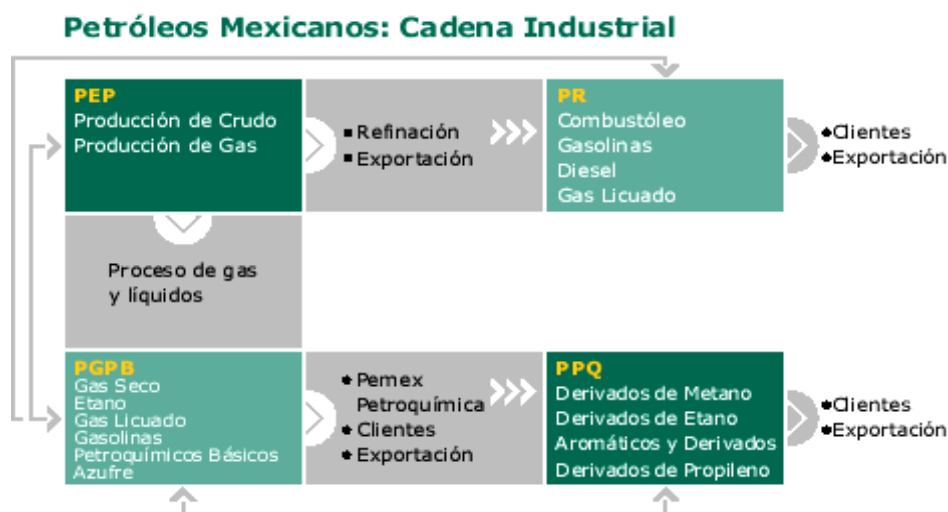 Petróleos Mexicanos: Cadena Industrial
PEP
Producción de Crudo
Producción de Gas
▪Refinación
▪Exportación
PR
Combustóleo
Gasolinas
Diesel
Gas Licuado
•Clientes
•Exportación
Proceso de gas
y líquidos
PGPB
Gas Seco
Etano
Gas Licuado
Gasolinas
Petroquímicos Básicos
Azufre
• Pemex
Petroquímica
• Clientes
• Exportación
PPQ
Derivados de Metano
Derivados de Etano
Aromáticos y Derivados
Derivados de Propileno
•Clientes
•Exportación